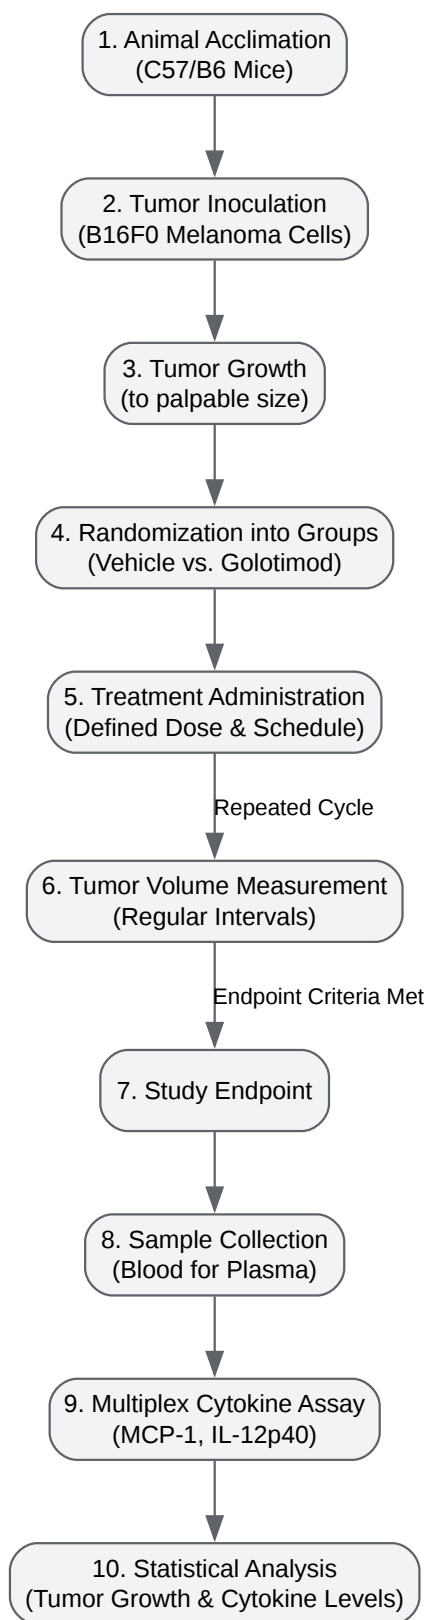 1. Animal Acclimation
(C57/B6 Mice)
2. Tumor Inoculation
(B16F0 Melanoma Cells)
3. Tumor Growth
(to palpable size)
4. Randomization into Groups
(Vehicle vs. Golotimod)
5. Treatment Administration
(Defined Dose & Schedule)
Repeated Cycle
6. Tumor Volume Measurement
(Regular Intervals)
Endpoint Criteria Met
7. Study Endpoint
8. Sample Collection
(Blood for Plasma)
9. Multiplex Cytokine Assay
(MCP-1, IL-12p40)
10. Statistical Analysis
(Tumor Growth & Cytokine Levels)